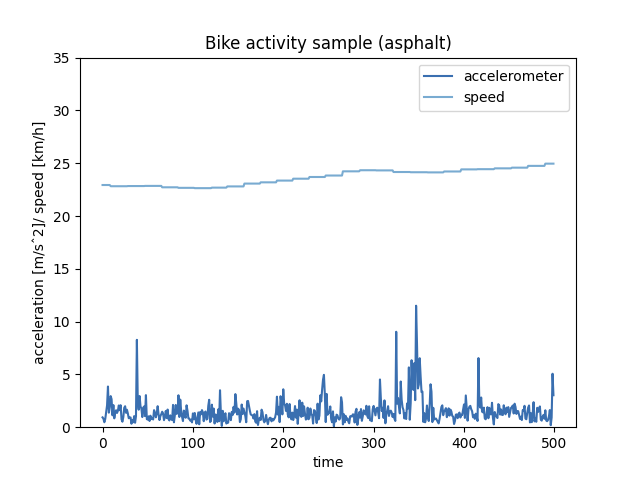 Bike activity sample (asphalt)
accelerometer
speed
35
30
25
20
15
10
5
0
acceleration [m/s^2]/ speed [km/h]
0 100 200 300 400 500
time